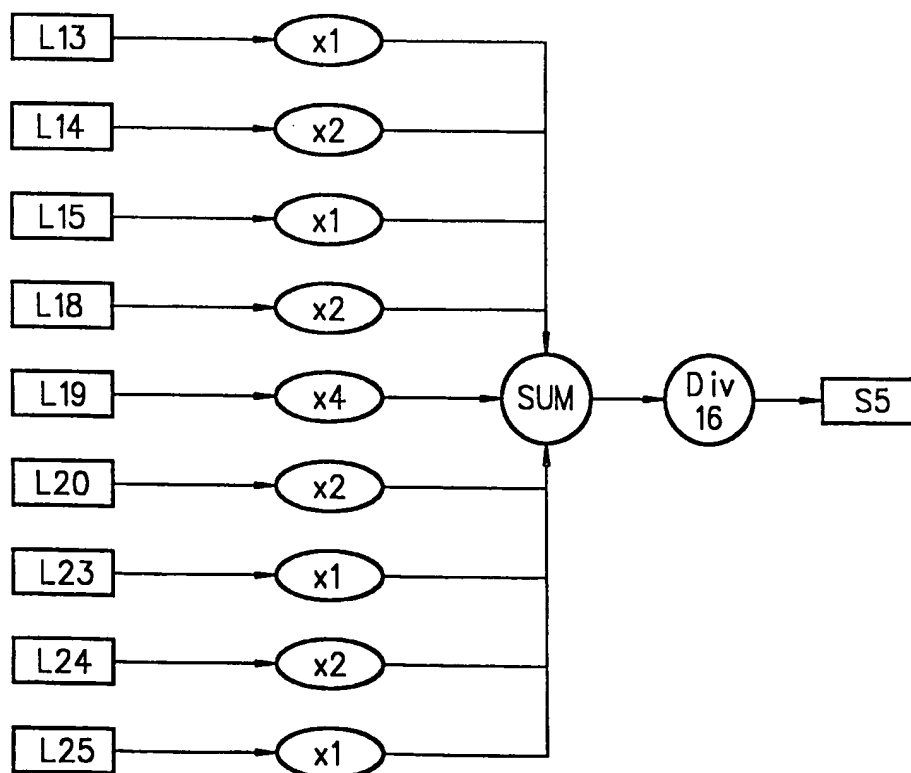 L13 x1
L14 x2
L15 x1
L18 x2
L19 x4 SUM Div 16 S5
L20 x2
L23 x1
L24 x2
L25 x1